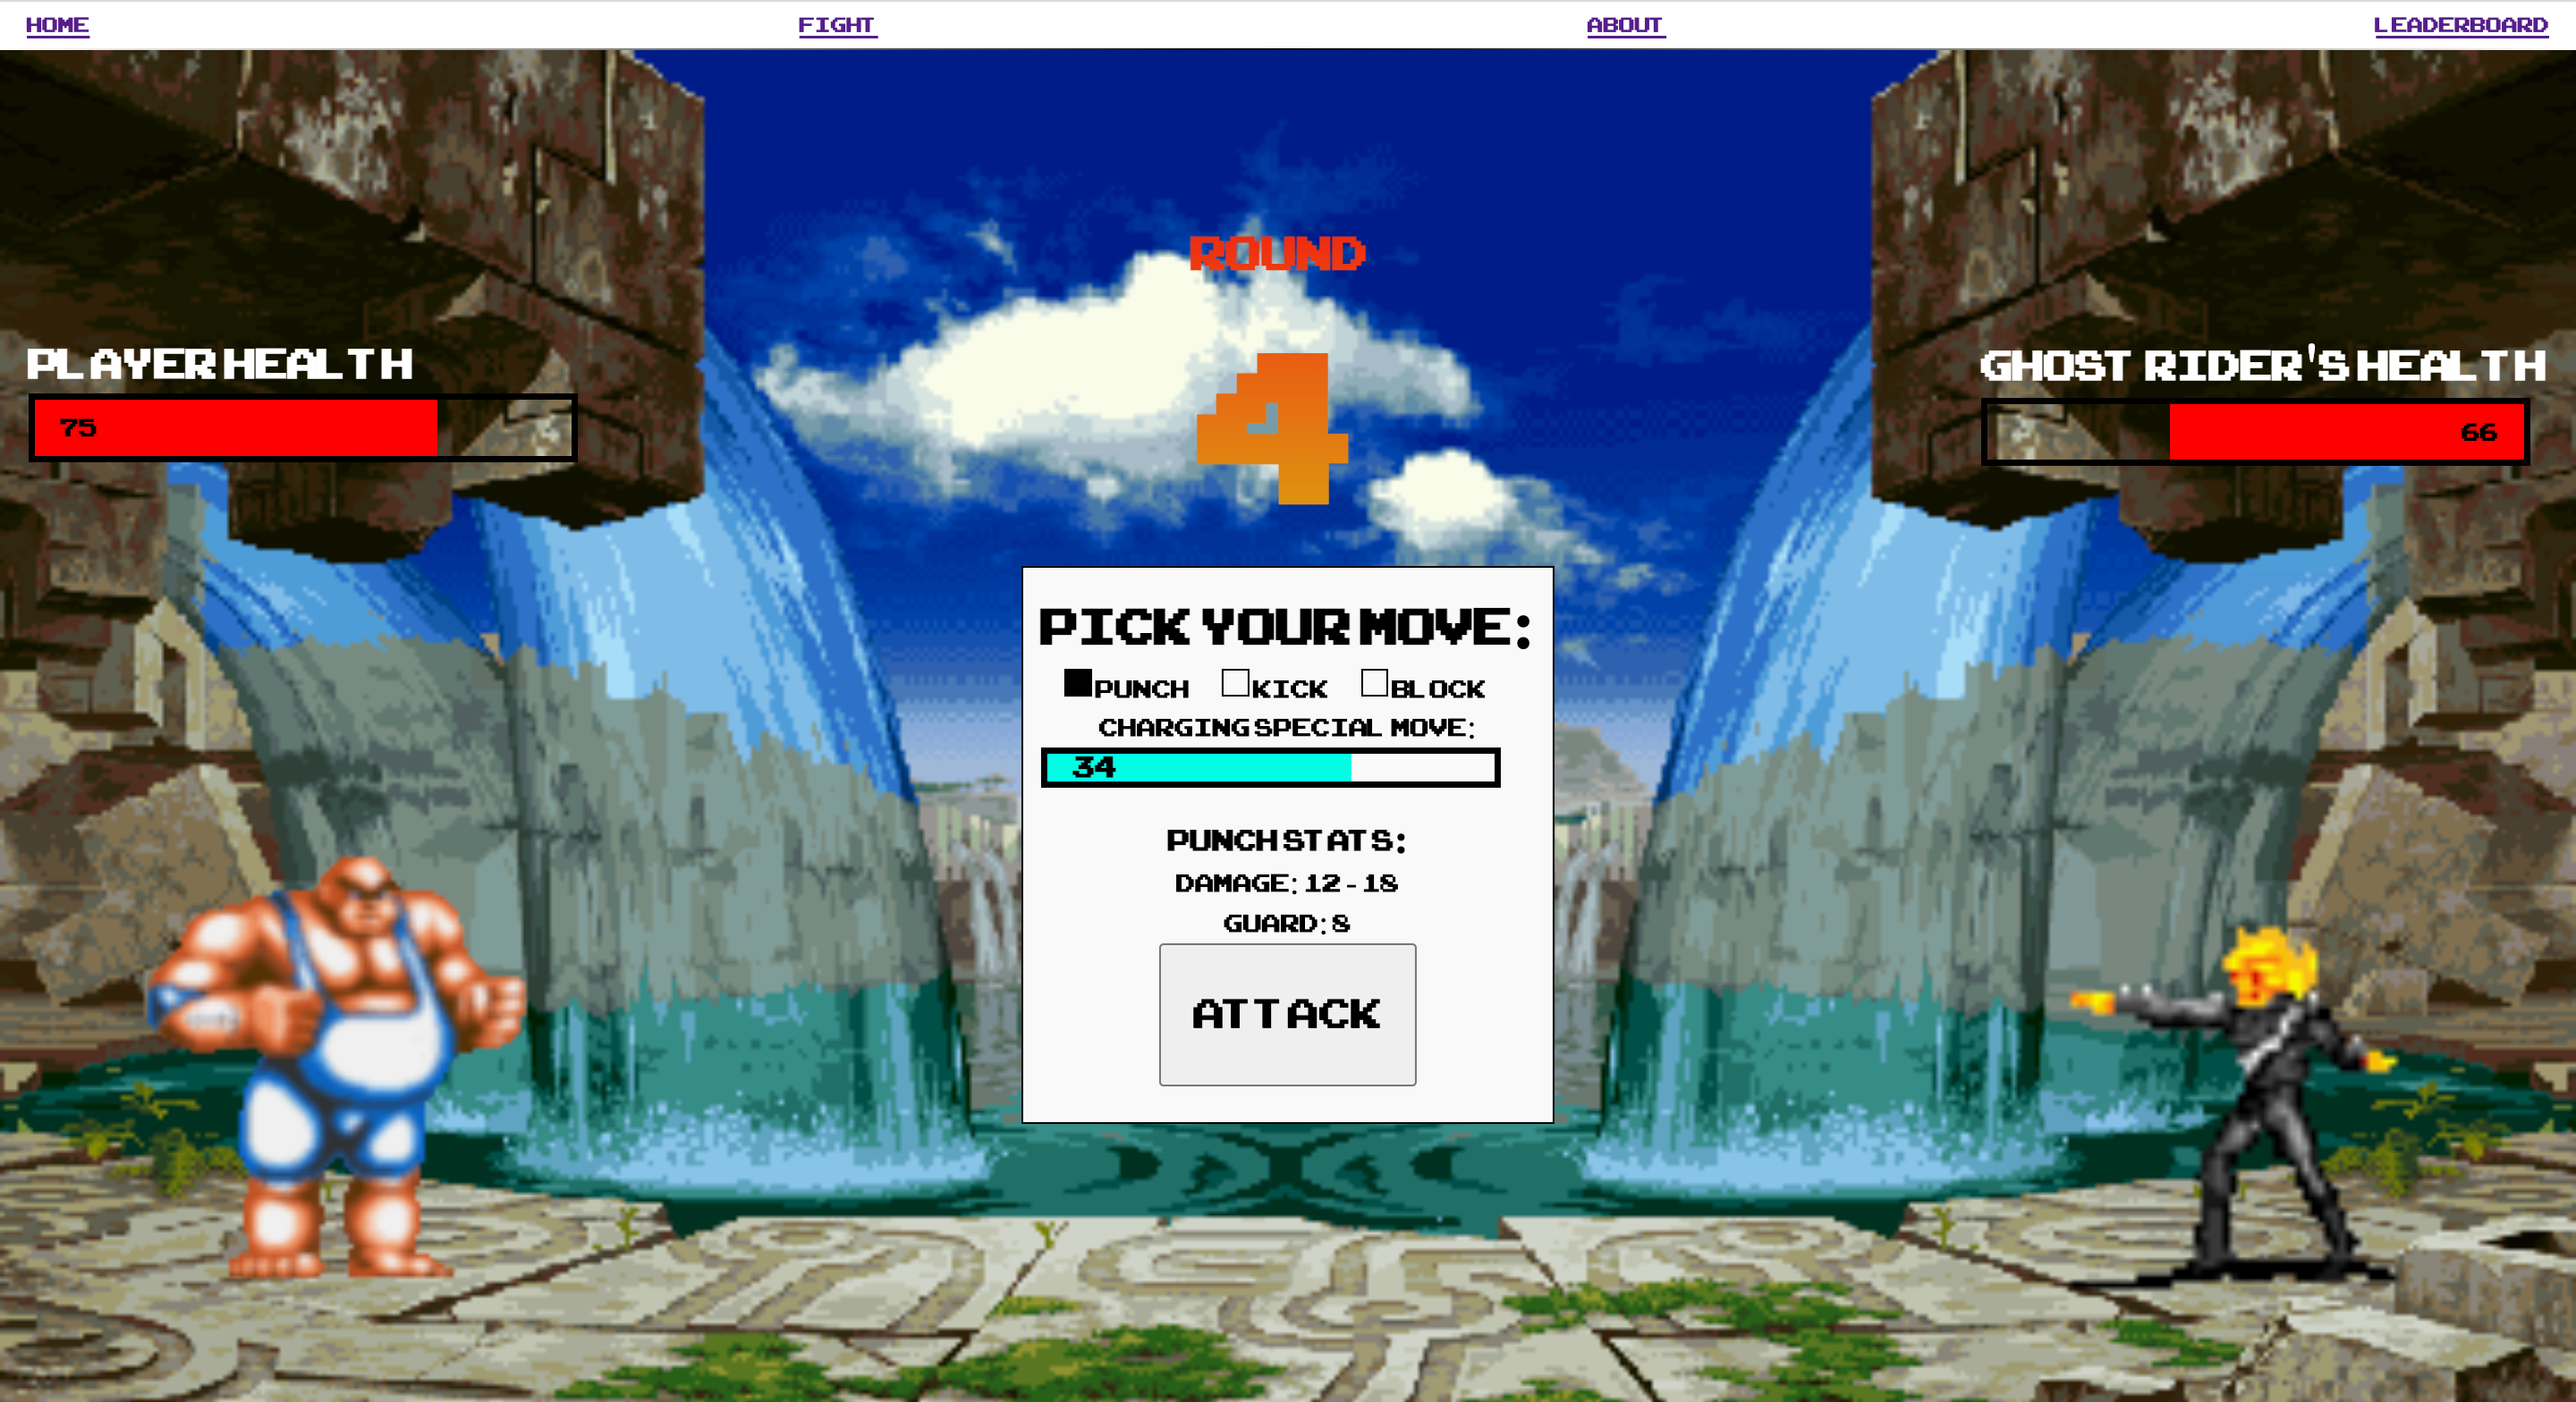 HOME FIGHT ABOUT LEADERBOARD
ROUND
4
PLAYER HEALTH
75
GHOST RIDER'S HEALTH
66
PICK YOUR MOVE:
PUNCH KICK BLOCK
CHARGING SPECIAL MOVE:
34
PUNCH STATS:
DAMAGE: 12 - 18
GUARD: 8
ATTACK